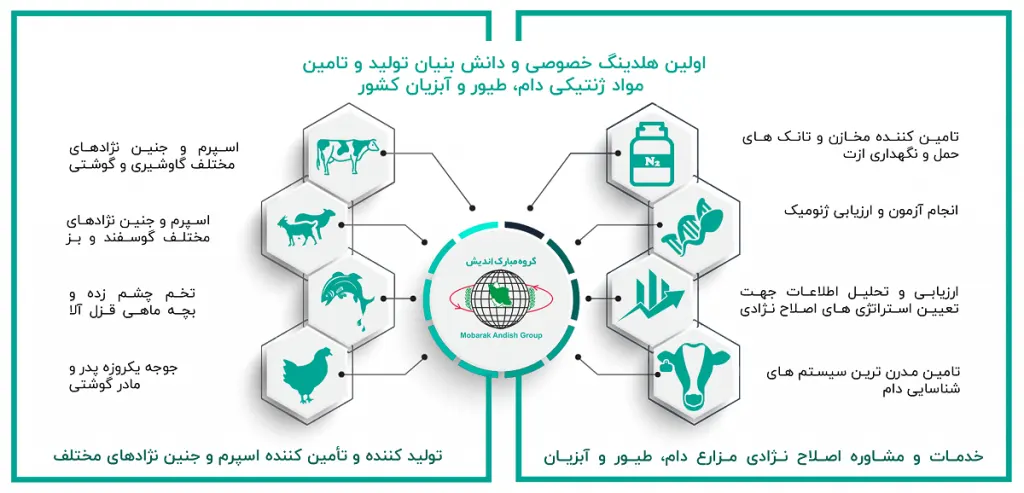 اولین هلدینگ خصوصی و دانش بنیان تولید و تامین
مواد ژنتیکی دام، طیور و آبزیان کشور
تامین کننده مخازن و تانک های
حمل و نگهداری ازت
N₂
انجام آزمون و ارزیابی ژنومیک
ارزیابی و تحلیل اطلاعات جهت
تعیین استراتژی های اصلاح نژادی
تامین مدرن ترین سیستم های
شناسایی دام
خدمات و مشاوره اصلاح نژادی مزارع دام، طیور و آبزیان
گروه مبارک اندیش
Mobarak Andish Group
اسپرم و جنین نژادهای
مختلف گاوشیری و گوشتی
اسپرم و جنین نژادهای
مختلف گوسفند و بز
تخم چشم زده و
بچه ماهی قزل آلا
جوجه یکروزه پدر و
مادر گوشتی
تولید کننده و تأمین کننده اسپرم و جنین نژادهای مختلف